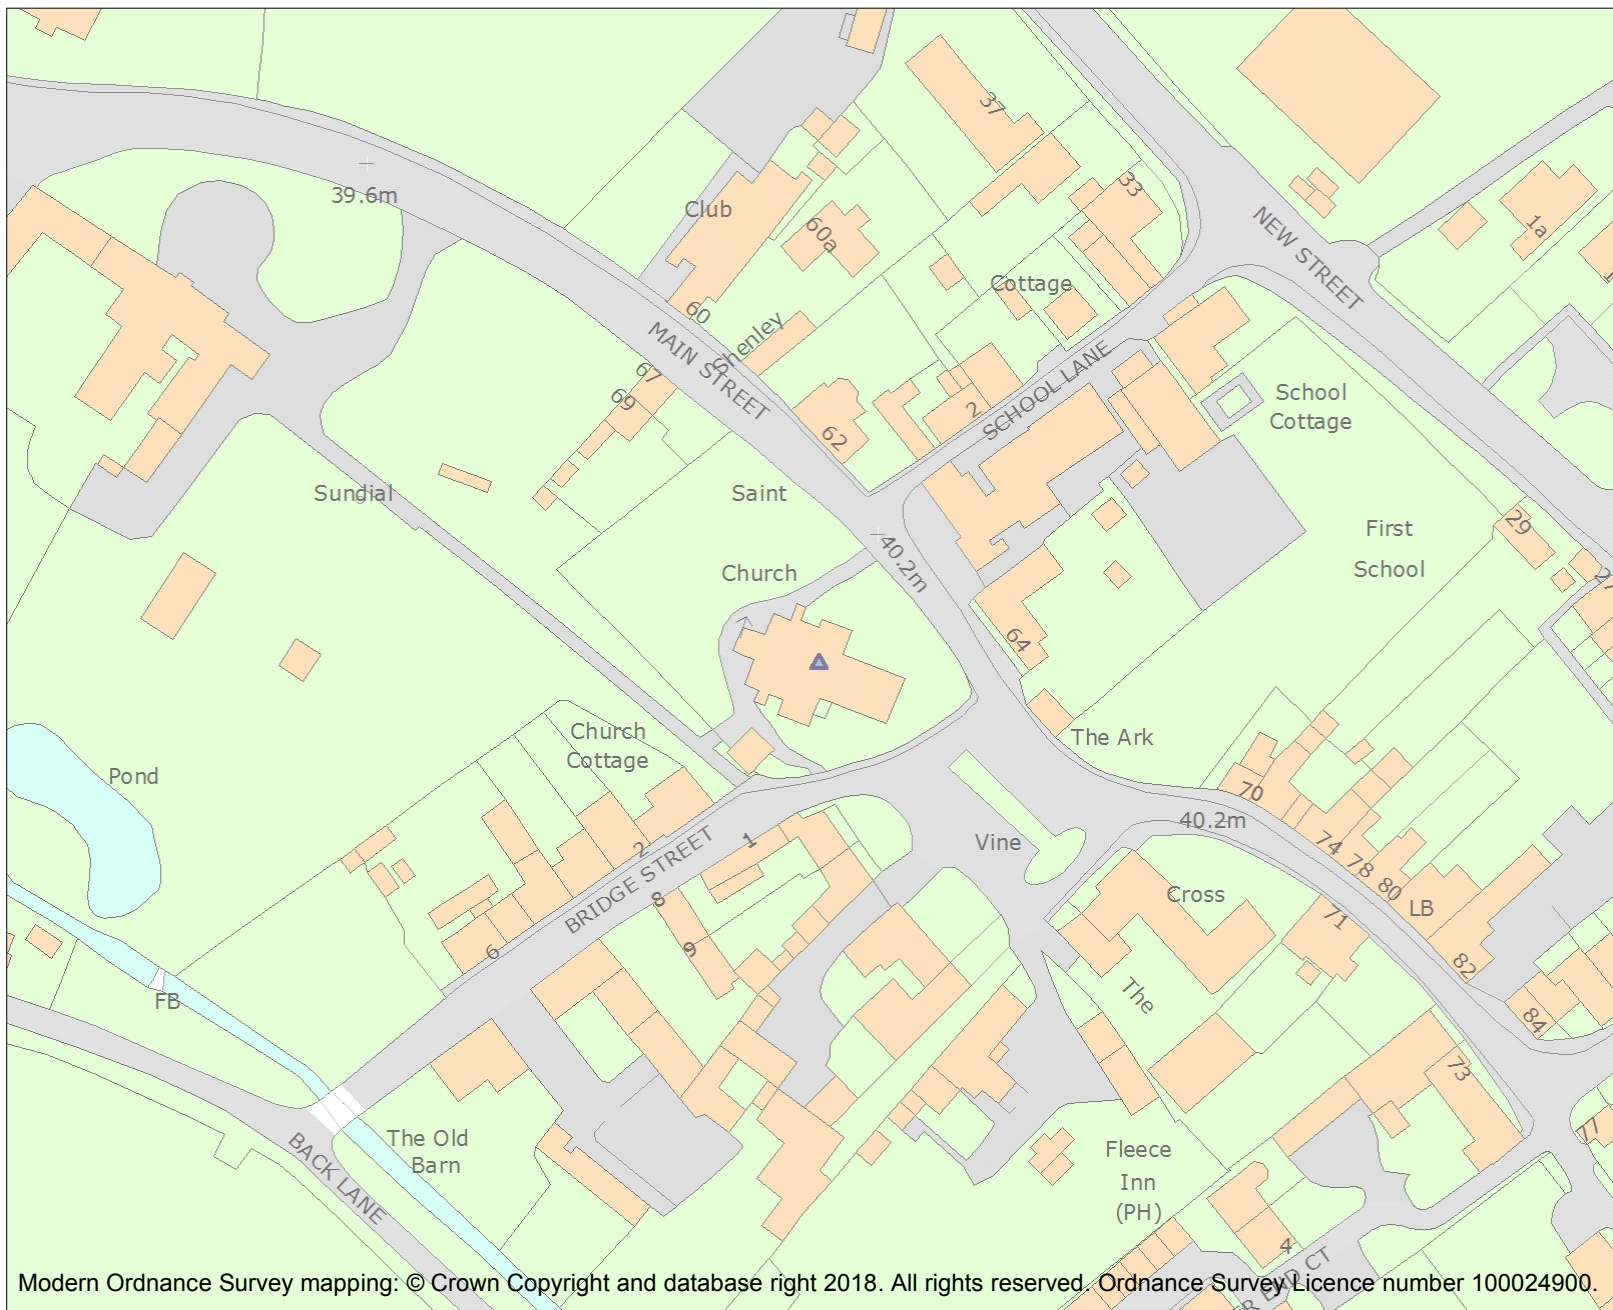 37
33
39.6m
Club
60a
NEW STREET
1a
Cottage
60
Shenley
MAIN STREET
67
69
SCHOOL LANE
2
62
School
Cottage
Sundial
Saint
40.2m
First
School
29
Church
64
Church
Cottage
The Ark
Pond
70
40.2m
Vine
74
78
80
1
2
BRIDGE STREET
8
9
6
Cross
LB
71
82
The
84
FB
73
77
The Old
Barn
BACK LANE
Fleece
Inn
(PH)
4
R END CT
Modern Ordnance Survey mapping: © Crown Copyright and database right 2018. All rights reserved. Ordnance Survey Licence number 100024900.